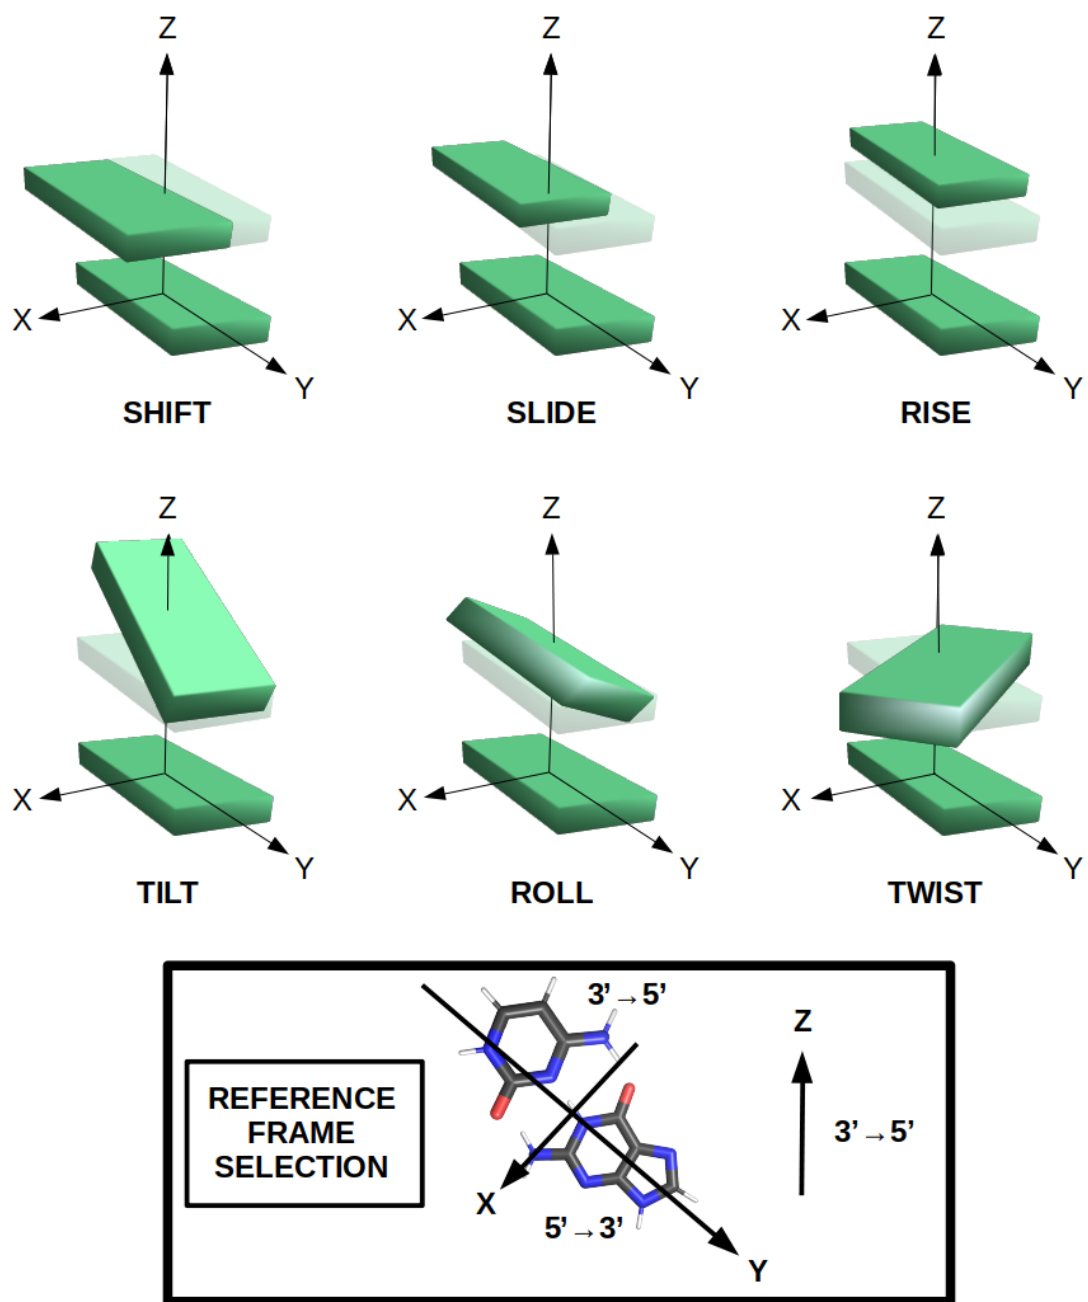 Z Z Z
X Y X Y X Y
SHIFT SLIDE RISE
Z Z Z
X Y X Y X Y
TILT ROLL TWIST
3’→5’
Z
REFERENCE
FRAME
SELECTION
3’→5’
X
5’→3’
Y